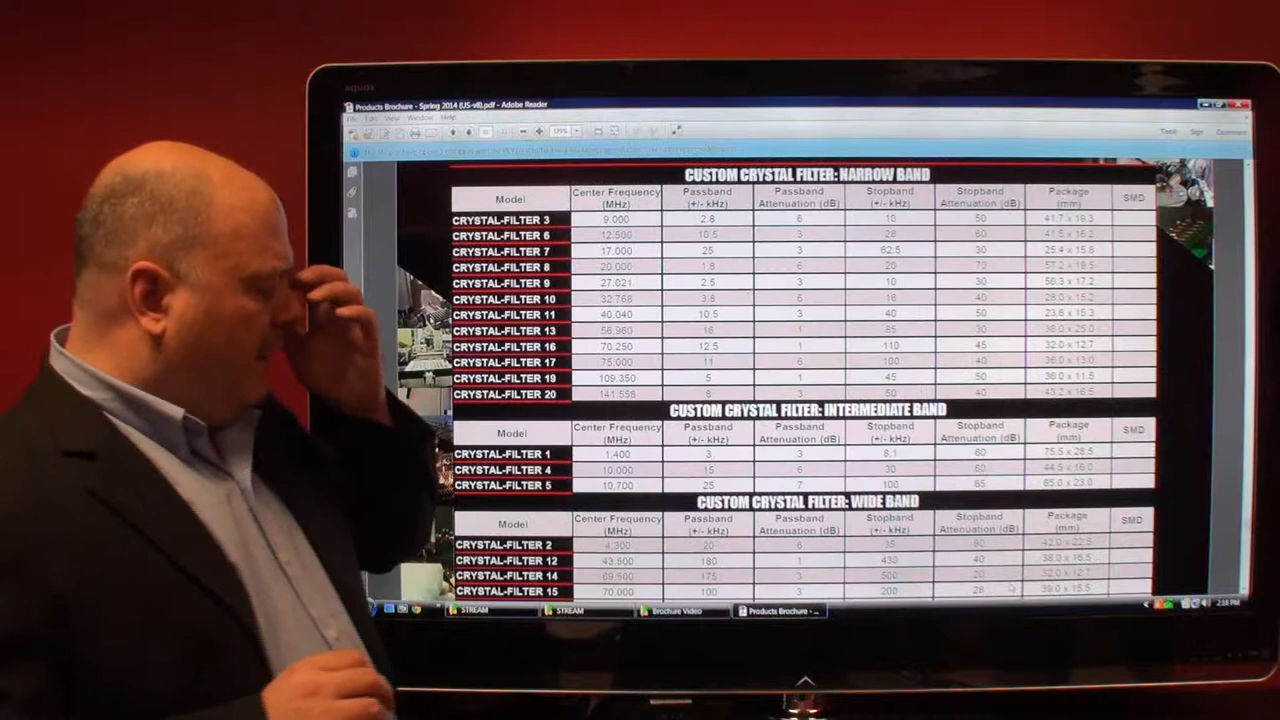 AQUOS
Products Brochure - Spring 2014 (US-v8).pdf - Adobe Reader
File Edit View Window Help
Tools Sign Comment
CUSTOM CRYSTAL FILTER: NARROW BAND
Model Center Frequency (MHz) Passband (+/- kHz) Passband Attenuation (dB) Stopband (+/- kHz) Stopband Attenuation (dB) Package (mm) SMD
CRYSTAL-FILTER 3 9.000 2.8 6 10 50 41.7 x 19.3
CRYSTAL-FILTER 6 12.500 10.5 3 28 60 41.5 x 16.2
CRYSTAL-FILTER 7 17.000 25 3 62.5 30 25.4 x 15.8
CRYSTAL-FILTER 8 20.000 1.8 6 20 70 57.2 x 19.5
CRYSTAL-FILTER 9 27.021 2.5 3 10 30 50.3 x 17.2
CRYSTAL-FILTER 10 32.768 3.8 6 16 40 28.0 x 15.2
CRYSTAL-FILTER 11 40.040 10.5 3 40 50 23.6 x 15.3
CRYSTAL-FILTER 13 56.960 16 1 85 30 38.0 x 25.0
CRYSTAL-FILTER 16 70.250 12.5 1 110 45 32.0 x 12.7
CRYSTAL-FILTER 17 75.000 11 6 100 40 36.0 x 13.0
CRYSTAL-FILTER 19 109.350 5 1 45 50 36.0 x 11.5
CRYSTAL-FILTER 20 141.558 8 3 50 40 43.2 x 16.5
CUSTOM CRYSTAL FILTER: INTERMEDIATE BAND
Model Center Frequency (MHz) Passband (+/- kHz) Passband Attenuation (dB) Stopband (+/- kHz) Stopband Attenuation (dB) Package (mm) SMD
CRYSTAL-FILTER 1 1.400 3 3 8.1 60 75.5 x 28.5
CRYSTAL-FILTER 4 10.000 15 6 30 60 44.5 x 16.0
CRYSTAL-FILTER 5 10.700 25 7 100 65 65.0 x 23.0
CUSTOM CRYSTAL FILTER: WIDE BAND
Model Center Frequency (MHz) Passband (+/- kHz) Passband Attenuation (dB) Stopband (+/- kHz) Stopband Attenuation (dB) Package (mm) SMD
CRYSTAL-FILTER 2 4.300 20 6 35 80 42.0 x 22.8
CRYSTAL-FILTER 12 43.500 180 1 430 40 38.0 x 16.5
CRYSTAL-FILTER 14 69.500 175 3 500 20 32.0 x 12.7
CRYSTAL-FILTER 15 70.000 100 3 200 28 39.0 x 15.5
STREAM STREAM Brochure Video Products Brochure - ... 2:18 PM